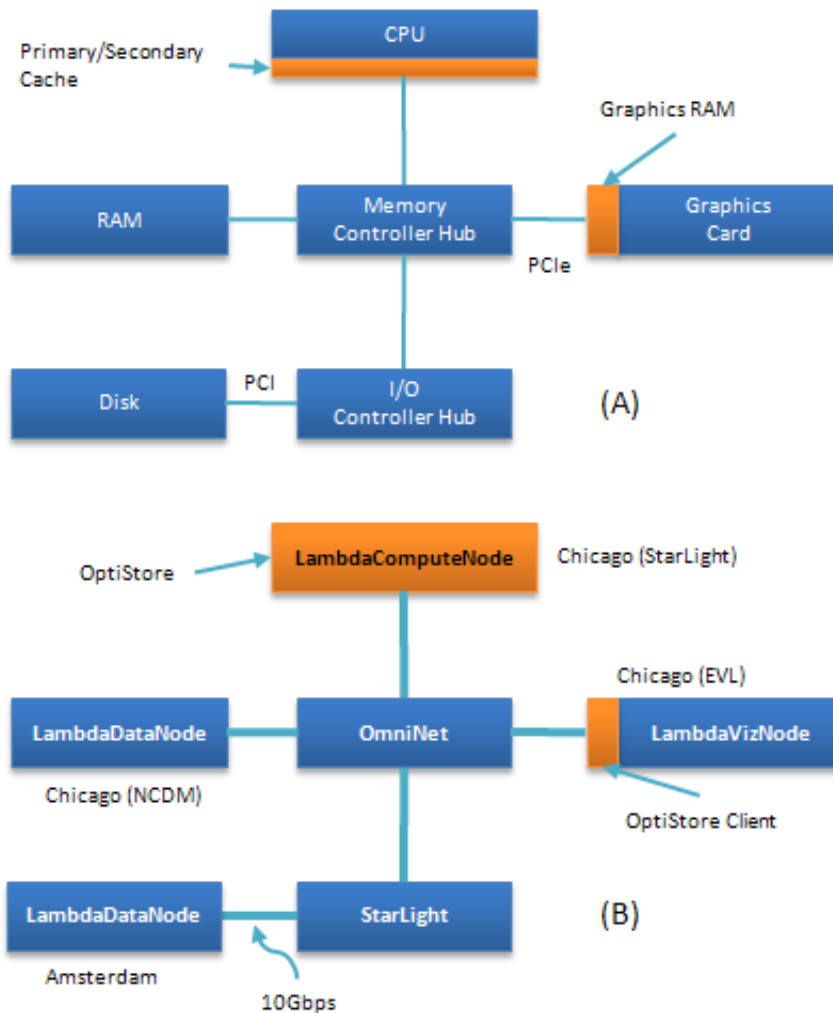 CPU
Primary/Secondary
Cache
Graphics RAM
RAM
Memory
Controller Hub
Graphics
Card
PCIe
PCI
Disk
I/O
Controller Hub
(A)
LambdaComputeNode
Chicago (StarLight)
OptiStore
Chicago (EVL)
LambdaDataNode
OmniNet
LambdaVizNode
Chicago (NCDM)
OptiStore Client
LambdaDataNode
StarLight
(B)
Amsterdam
10Gbps